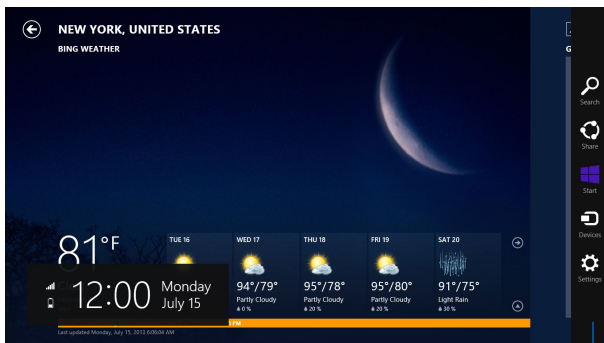 NEW YORK, UNITED STATES
BING WEATHER
Search
Share
Start
Devices
Settings
81°F
TUE 16
WED 17
THU 18
FRI 19
SAT 20
94°/79°
95°/78°
95°/80°
91°/75°
Partly Cloudy
Partly Cloudy
Partly Cloudy
Light Rain
0 %
20 %
20 %
30 %
12:00
Monday
July 15
PM
Last updated Monday, July 15, 2013 6:06:04 AM